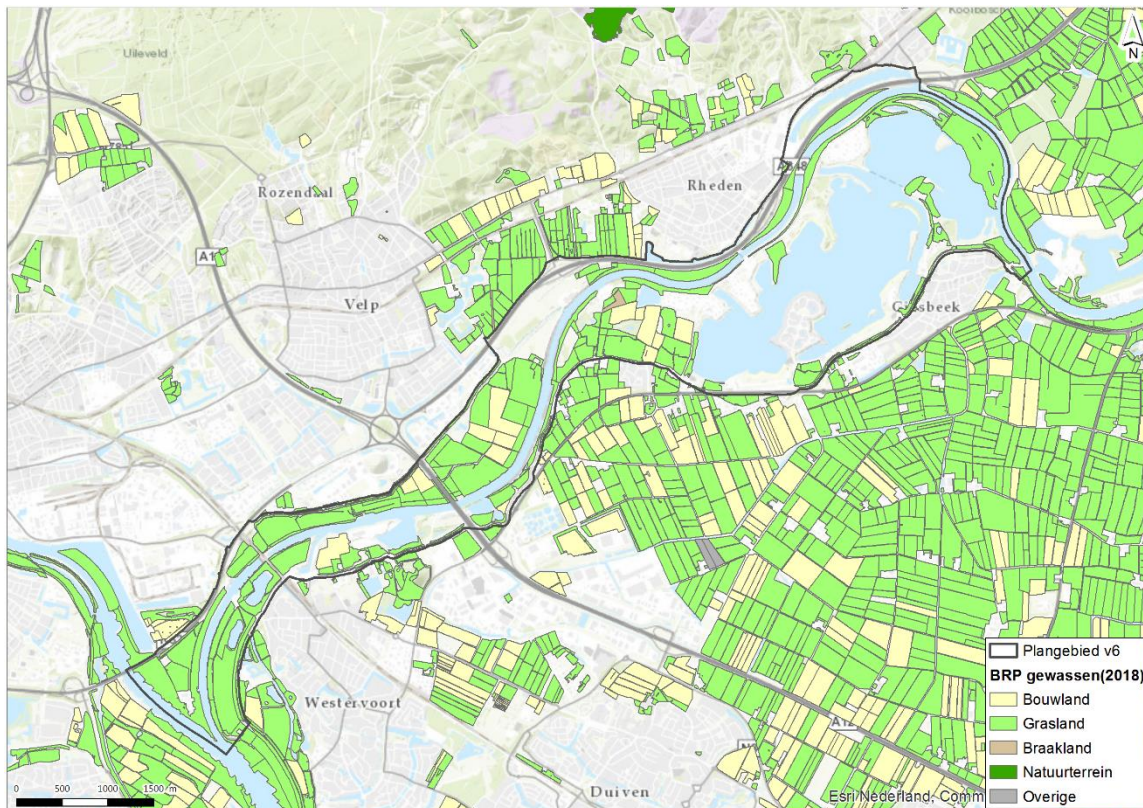 Uileveld
Koolbosch
N
Rozendaal
Rheden
A348
A1
Velp
Giesbeek
Westervoort
Duiven
A12
Plangebied v6
BRP gewassen(2018)
Bouwland
Grasland
Braakland
Natuurterrein
Overige
0 500 1000 1500 m
Esri Nederland, Comm